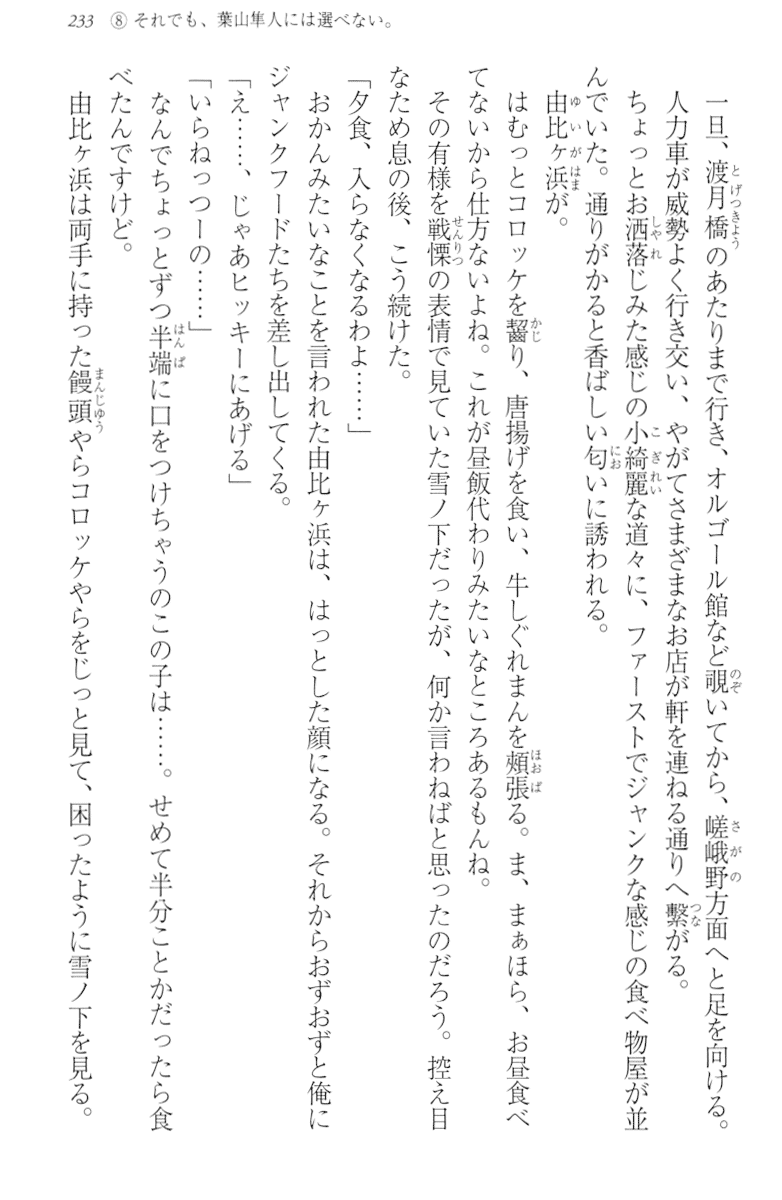 233 ⑧ それでも、葉山隼人には選べない。
一旦、渡月橋のあたりまで行き、オルゴール館など覗いてから、嵯峨野方面へと足を向ける。
人力車が威勢よく行き交い、やがてさまざまなお店が軒を連ねる通りへ繫がる。
ちょっとお洒落じみた感じの小綺麗な道々に、ファーストでジャンクな感じの食べ物屋が並
んでいた。通りがかると香ばしい匂いに誘われる。
由比ヶ浜が。
はむっとコロッケを齧り、唐揚げを食い、牛しぐれまんを頰張る。ま、まぁほら、お昼食べ
てないから仕方ないよね。これが昼飯代わりみたいなところあるもんね。
その有様を戦慄の表情で見ていた雪ノ下だったが、何か言わねばと思ったのだろう。控え目
なため息の後、こう続けた。
「夕食、入らなくなるわよ……」
おかんみたいなことを言われた由比ヶ浜は、はっとした顔になる。それからおずおずと俺に
ジャンクフードたちを差し出してくる。
「え……、じゃあヒッキーにあげる」
「いらねっつーの……」
なんでちょっとずつ半端に口をつけちゃうのこの子は……。せめて半分ことかだったら食
べたんですけど。
由比ヶ浜は両手に持った饅頭やらコロッケやらをじっと見て、困ったように雪ノ下を見る。